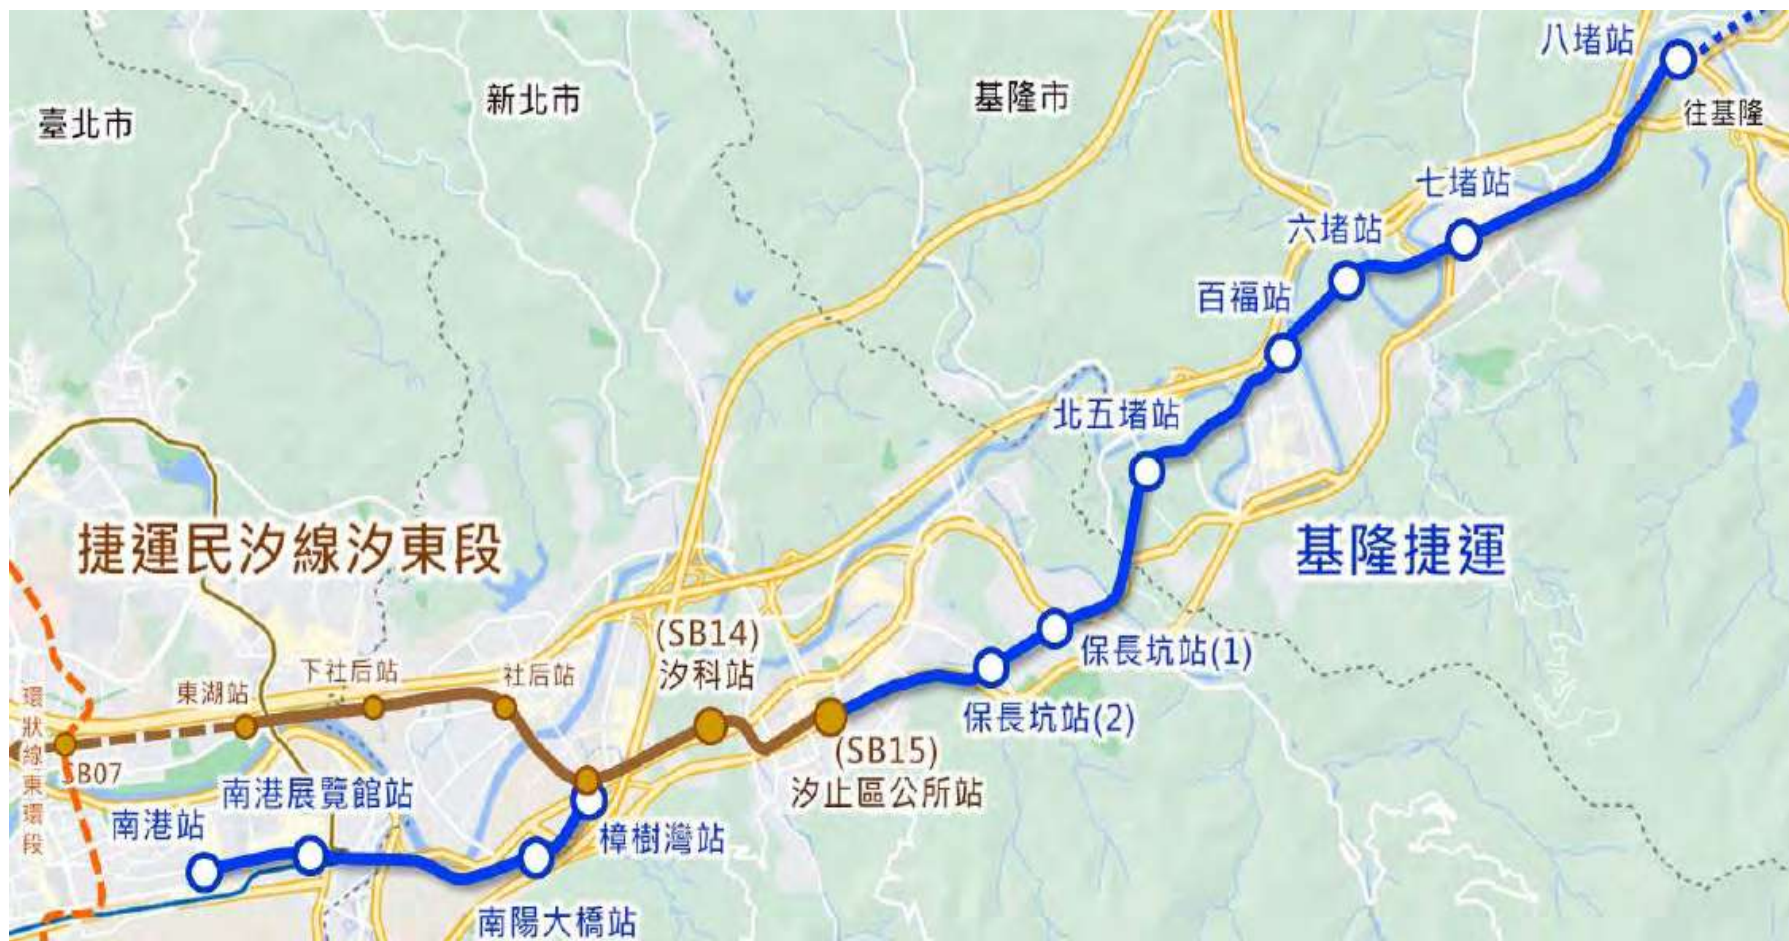 八堵站
臺北市
新北市
基隆市
往基隆
七堵站
六堵站
百福站
北五堵站
捷運民汐線汐東段
基隆捷運
(SB14)
汐科站
保長坑站(1)
下社后站
社后站
東湖站
環狀線東環段
保長坑站(2)
(SB15)
汐止區公所站
SB07
南港展覽館站
南港站
樟樹灣站
南陽大橋站